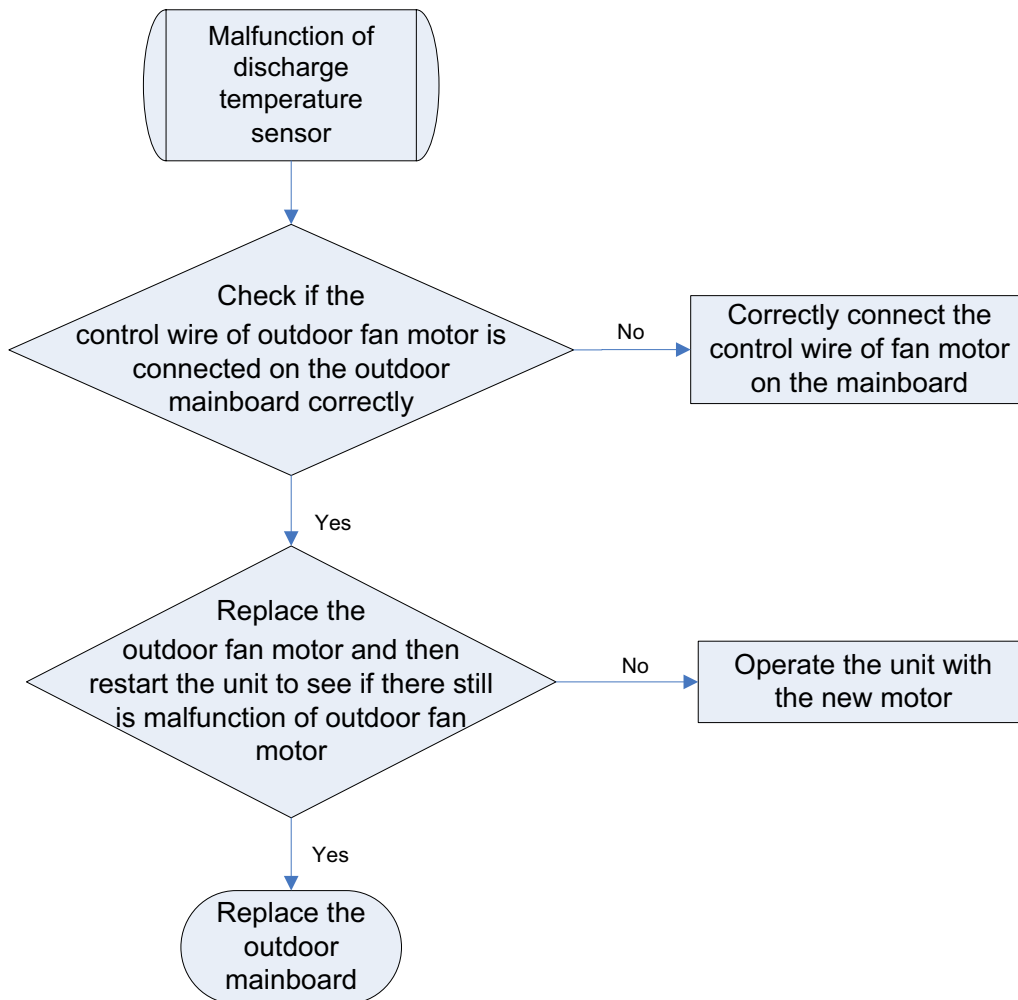 Malfunction of
discharge
temperature
sensor
Check if the
control wire of outdoor fan motor is
connected on the outdoor
mainboard correctly
No
Correctly connect the
control wire of fan motor
on the mainboard
Yes
Replace the
outdoor fan motor and then
restart the unit to see if there still
is malfunction of outdoor fan
motor
No
Operate the unit with
the new motor
Yes
Replace the
outdoor
mainboard